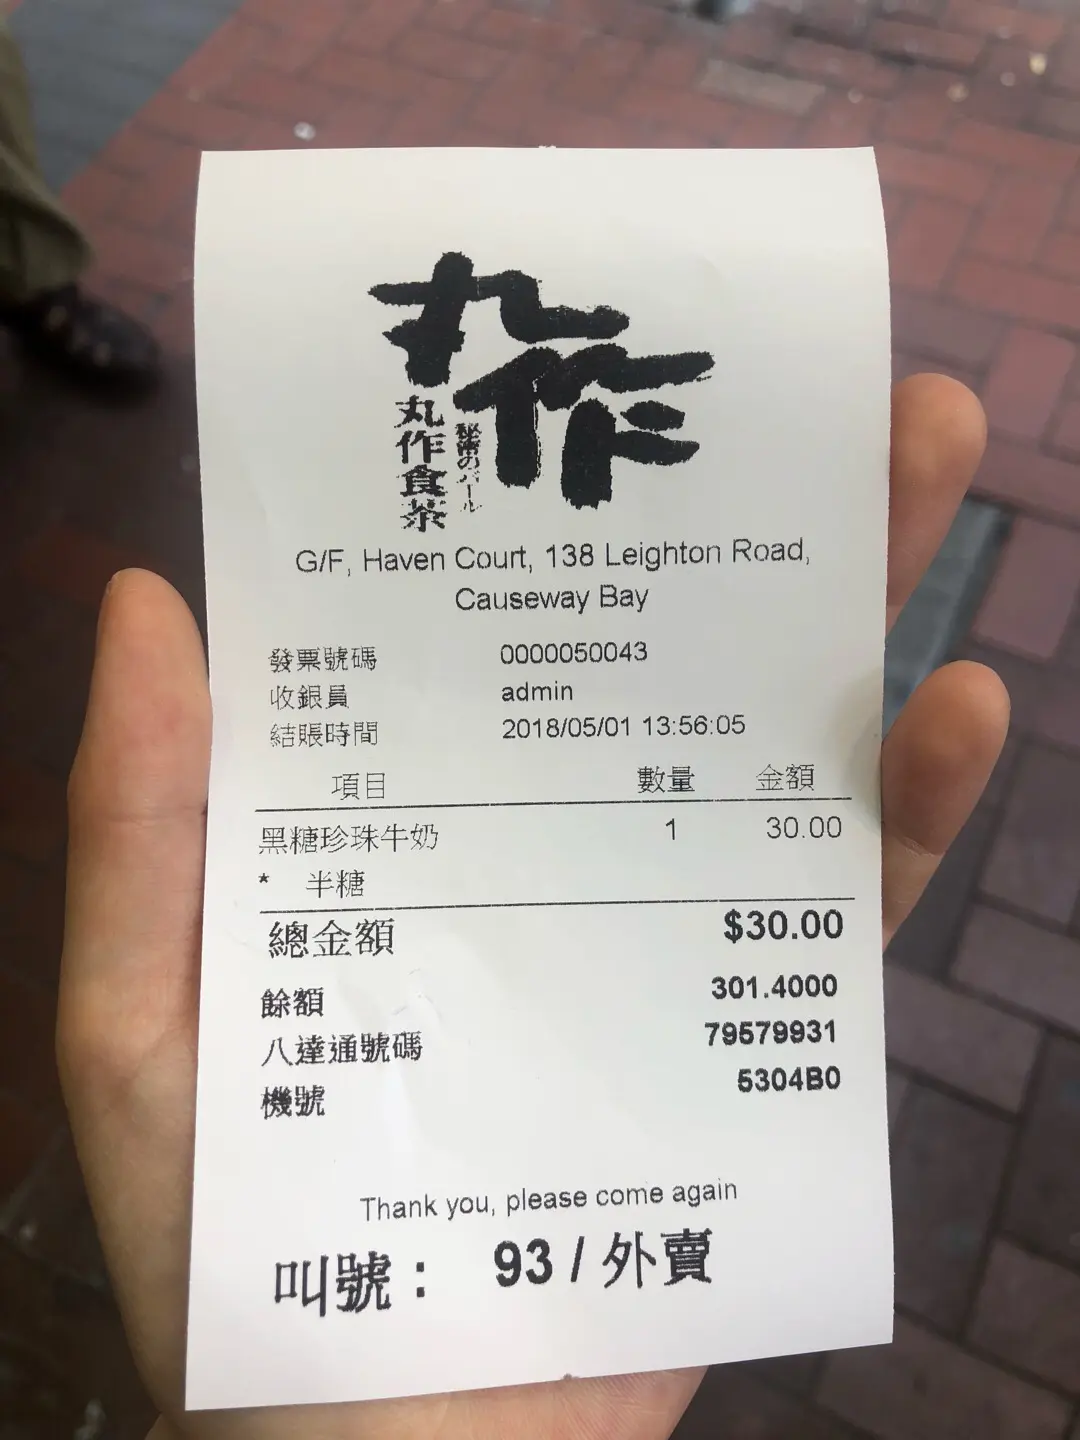 丸作
丸作食茶
秘密のパール
G/F, Haven Court, 138 Leighton Road,
Causeway Bay
發票號碼 0000050043
收銀員 admin
結賬時間 2018/05/01 13:56:05
項目 數量 金額
黑糖珍珠牛奶 1 30.00
* 半糖
總金額 $30.00
餘額 301.4000
八達通號碼 79579931
機號 5304B0
Thank you, please come again
叫號： 93 / 外賣